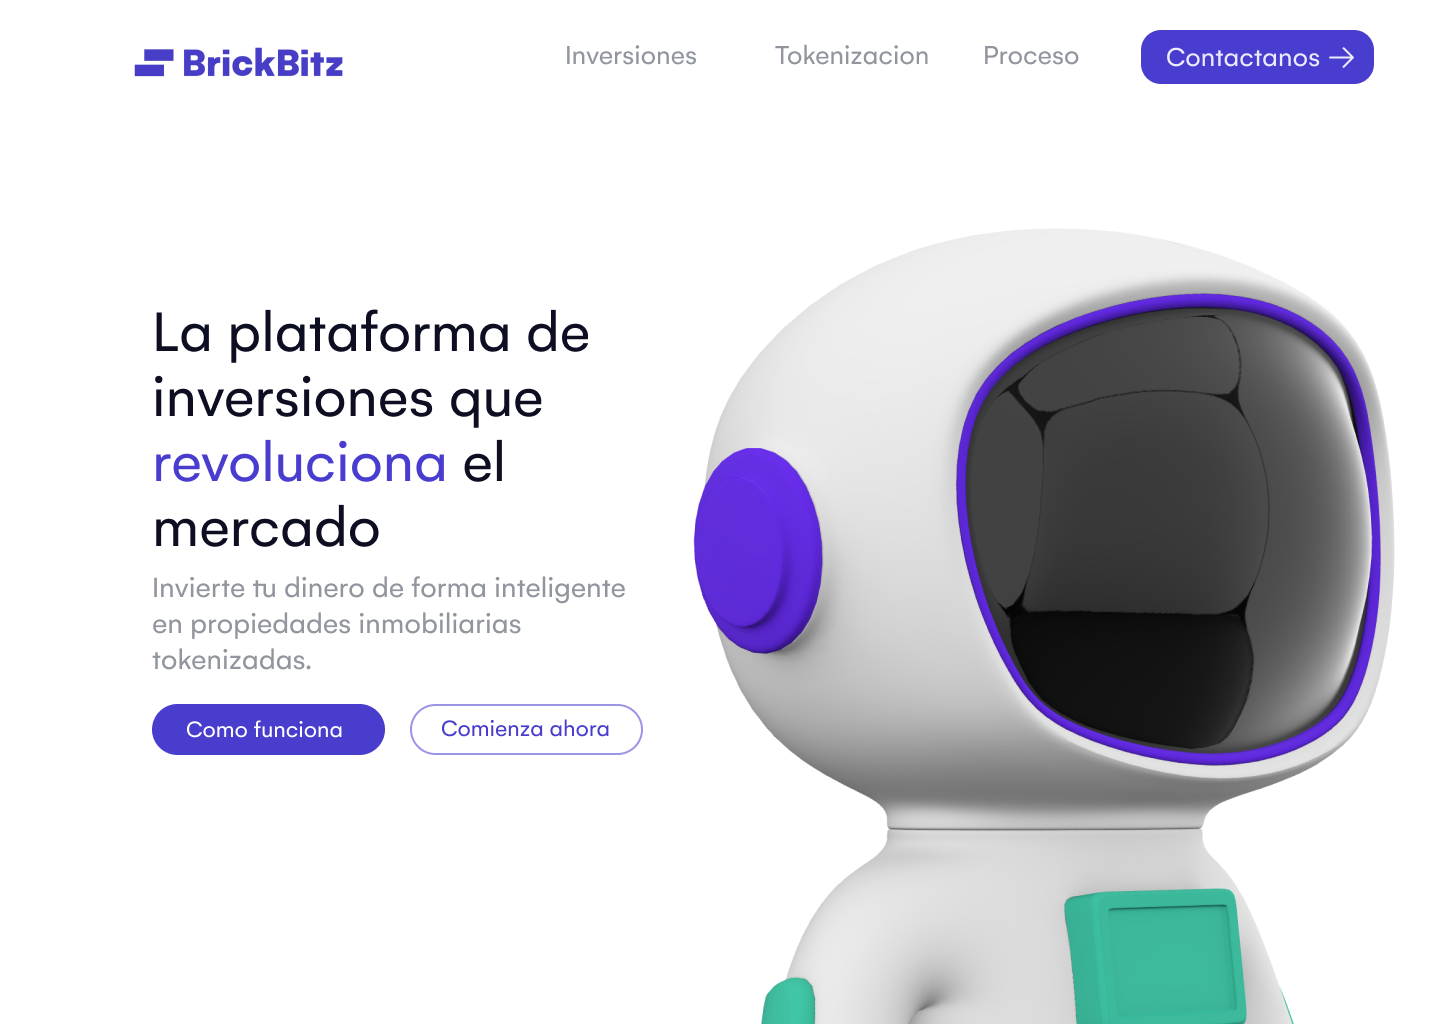 BrickBitz
Inversiones
Tokenizacion
Proceso
Contactanos
La plataforma de
inversiones que
revoluciona el
mercado
Invierte tu dinero de forma inteligente
en propiedades inmobiliarias
tokenizadas.
Como funciona
Comienza ahora